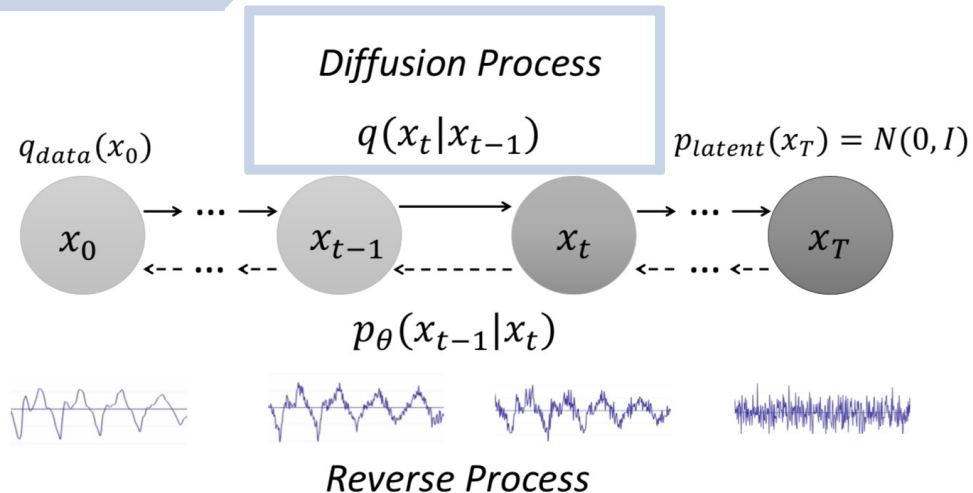 Diffusion Process
q(x_t|x_{t-1})
q_{data}(x_0)
p_{latent}(x_T) = N(0, I)
... ...
x_0 x_{t-1} x_t x_T
... ...
p_θ(x_{t-1}|x_t)
Reverse Process